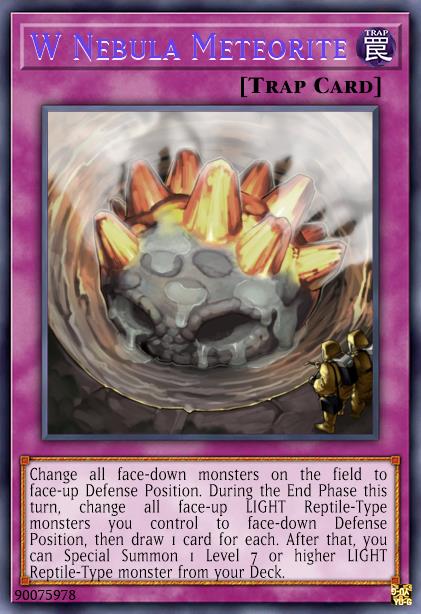 W Nebula Meteorite
TRAP
罠
[Trap Card]
Change all face-down monsters on the field to
face-up Defense Position. During the End Phase this
turn, change all face-up LIGHT Reptile-Type
monsters you control to face-down Defense
Position, then draw 1 card for each. After that, you
can Special Summon 1 Level 7 or higher LIGHT
Reptile-Type monster from your Deck.
90075978